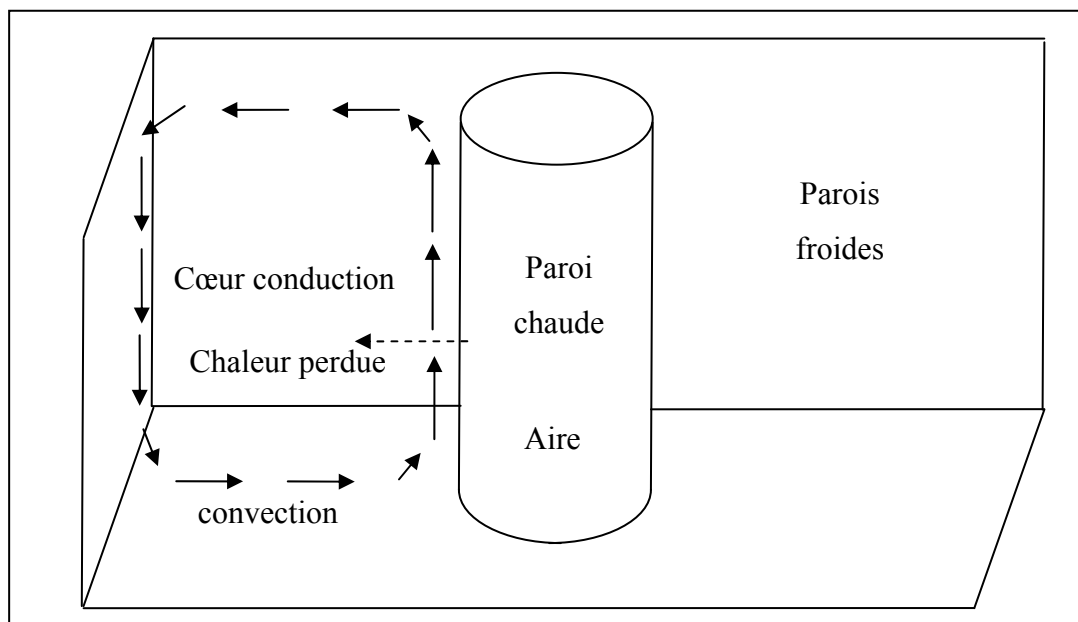 Parois
froides
Cœur conduction
Paroi
chaude
Chaleur perdue
Aire
convection